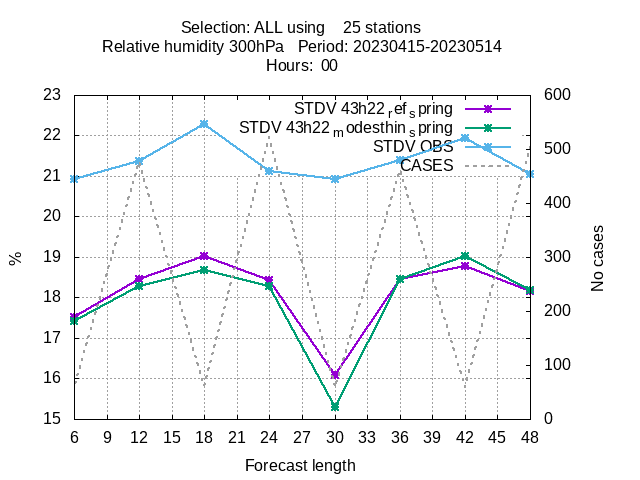 Selection: ALL using    25 stations
Relative humidity 300hPa   Period: 20230415-20230514
Hours:  00
STDV 43h22_ref_spring
STDV 43h22_modesthin_spring
STDV OBS
CASES
23
22
21
20
19
18
17
16
15
%
600
500
400
300
200
100
0
No cases
6 9 12 15 18 21 24 27 30 33 36 39 42 45 48
Forecast length